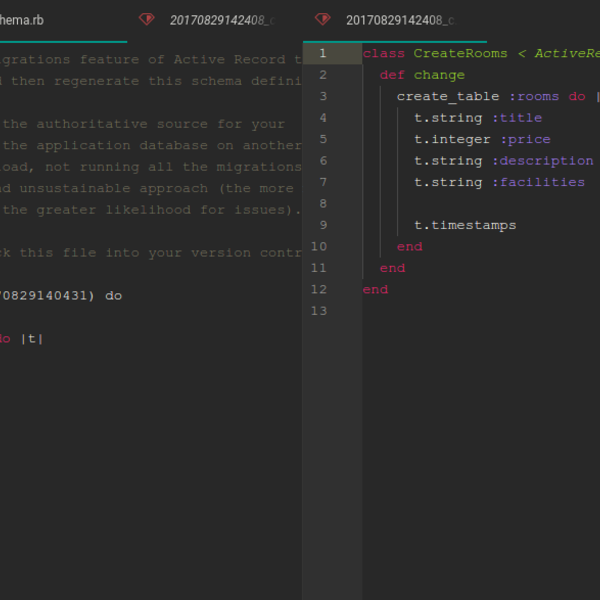 hema.rb
20170829142408_c
20170829142408_c
grations feature of Active Record t
d then regenerate this schema defini
the authoritative source for your
the application database on another
oad, not running all the migrations
nd unsustainable approach (the more
the greater likelihood for issues).
ck this file into your version contr
70829140431) do
do |t|
1 class CreateRooms < ActiveRe
2 def change
3 create_table :rooms do |
4 t.string :title
5 t.integer :price
6 t.string :description
7 t.string :facilities
8
9 t.timestamps
10 end
11 end
12 end
13